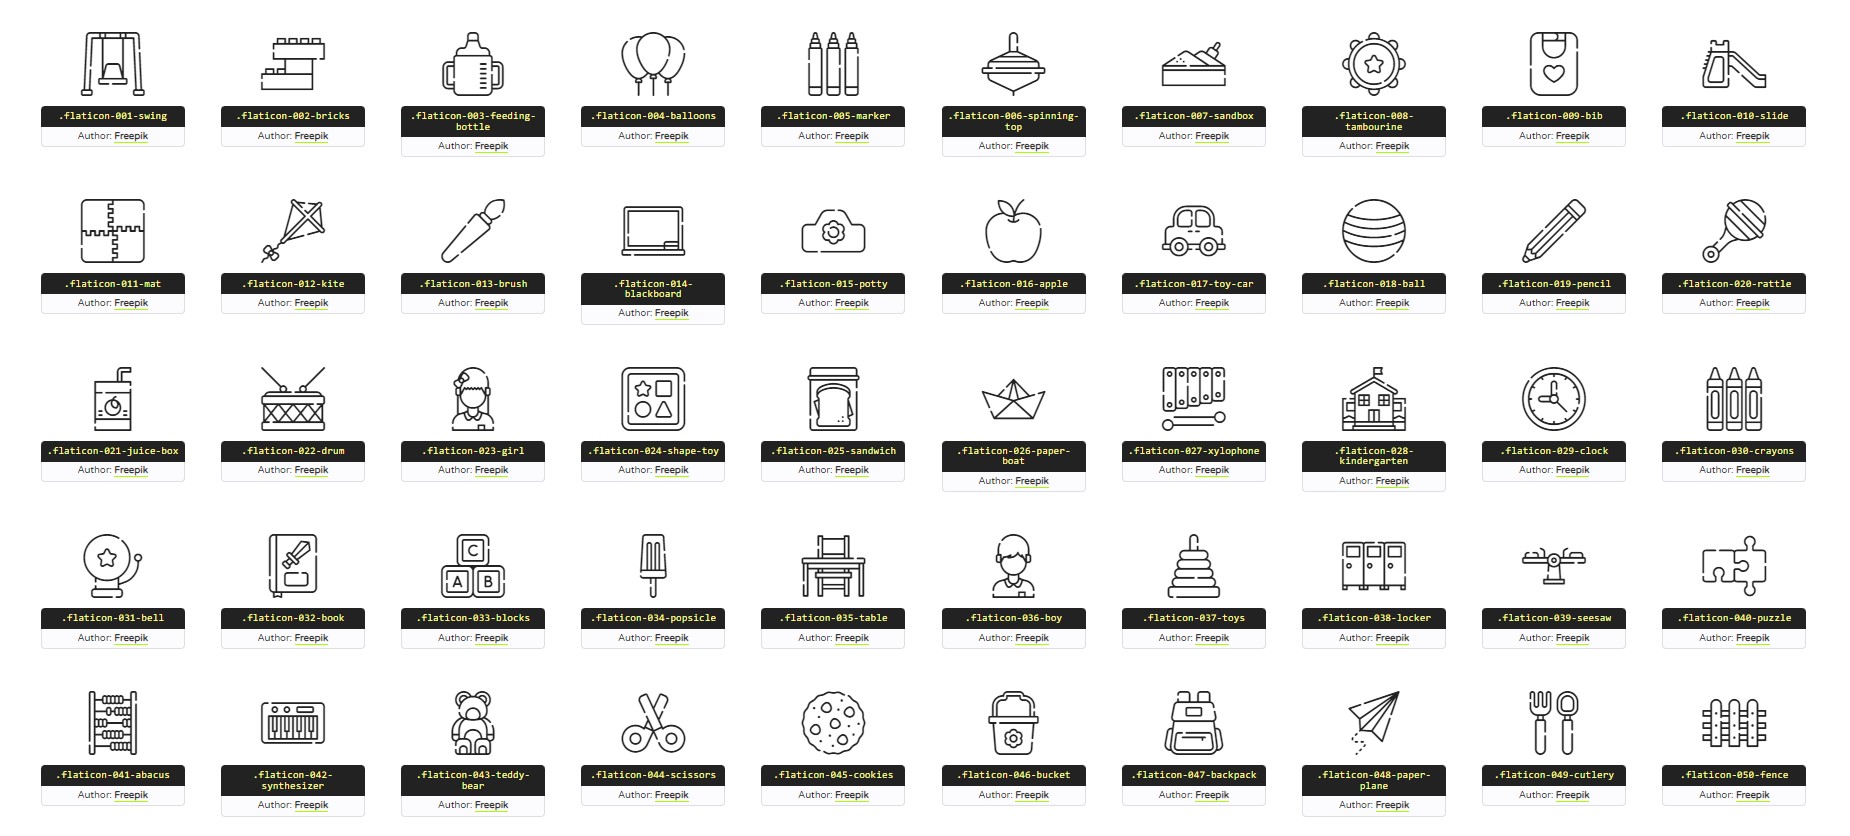 .flaticon-001-swing
Author: Freepik
.flaticon-002-bricks
Author: Freepik
.flaticon-003-feeding-
bottle
Author: Freepik
.flaticon-004-balloons
Author: Freepik
.flaticon-005-marker
Author: Freepik
.flaticon-006-spinning-
top
Author: Freepik
.flaticon-007-sandbox
Author: Freepik
.flaticon-008-
tambourine
Author: Freepik
.flaticon-009-bib
Author: Freepik
.flaticon-010-slide
Author: Freepik
.flaticon-011-mat
Author: Freepik
.flaticon-012-kite
Author: Freepik
.flaticon-013-brush
Author: Freepik
.flaticon-014-
blackboard
Author: Freepik
.flaticon-015-potty
Author: Freepik
.flaticon-016-apple
Author: Freepik
.flaticon-017-toy-car
Author: Freepik
.flaticon-018-ball
Author: Freepik
.flaticon-019-pencil
Author: Freepik
.flaticon-020-rattle
Author: Freepik
.flaticon-021-juice-box
Author: Freepik
.flaticon-022-drum
Author: Freepik
.flaticon-023-girl
Author: Freepik
.flaticon-024-shape-toy
Author: Freepik
.flaticon-025-sandwich
Author: Freepik
.flaticon-026-paper-
boat
Author: Freepik
.flaticon-027-xylophone
Author: Freepik
.flaticon-028-
kindergarten
Author: Freepik
.flaticon-029-clock
Author: Freepik
.flaticon-030-crayons
Author: Freepik
C
A B
.flaticon-031-bell
Author: Freepik
.flaticon-032-book
Author: Freepik
.flaticon-033-blocks
Author: Freepik
.flaticon-034-popsicle
Author: Freepik
.flaticon-035-table
Author: Freepik
.flaticon-036-boy
Author: Freepik
.flaticon-037-toys
Author: Freepik
.flaticon-038-locker
Author: Freepik
.flaticon-039-seesaw
Author: Freepik
.flaticon-040-puzzle
Author: Freepik
.flaticon-041-abacus
Author: Freepik
.flaticon-042-
synthesizer
Author: Freepik
.flaticon-043-teddy-
bear
Author: Freepik
.flaticon-044-scissors
Author: Freepik
.flaticon-045-cookies
Author: Freepik
.flaticon-046-bucket
Author: Freepik
.flaticon-047-backpack
Author: Freepik
.flaticon-048-paper-
plane
Author: Freepik
.flaticon-049-cutlery
Author: Freepik
.flaticon-050-fence
Author: Freepik